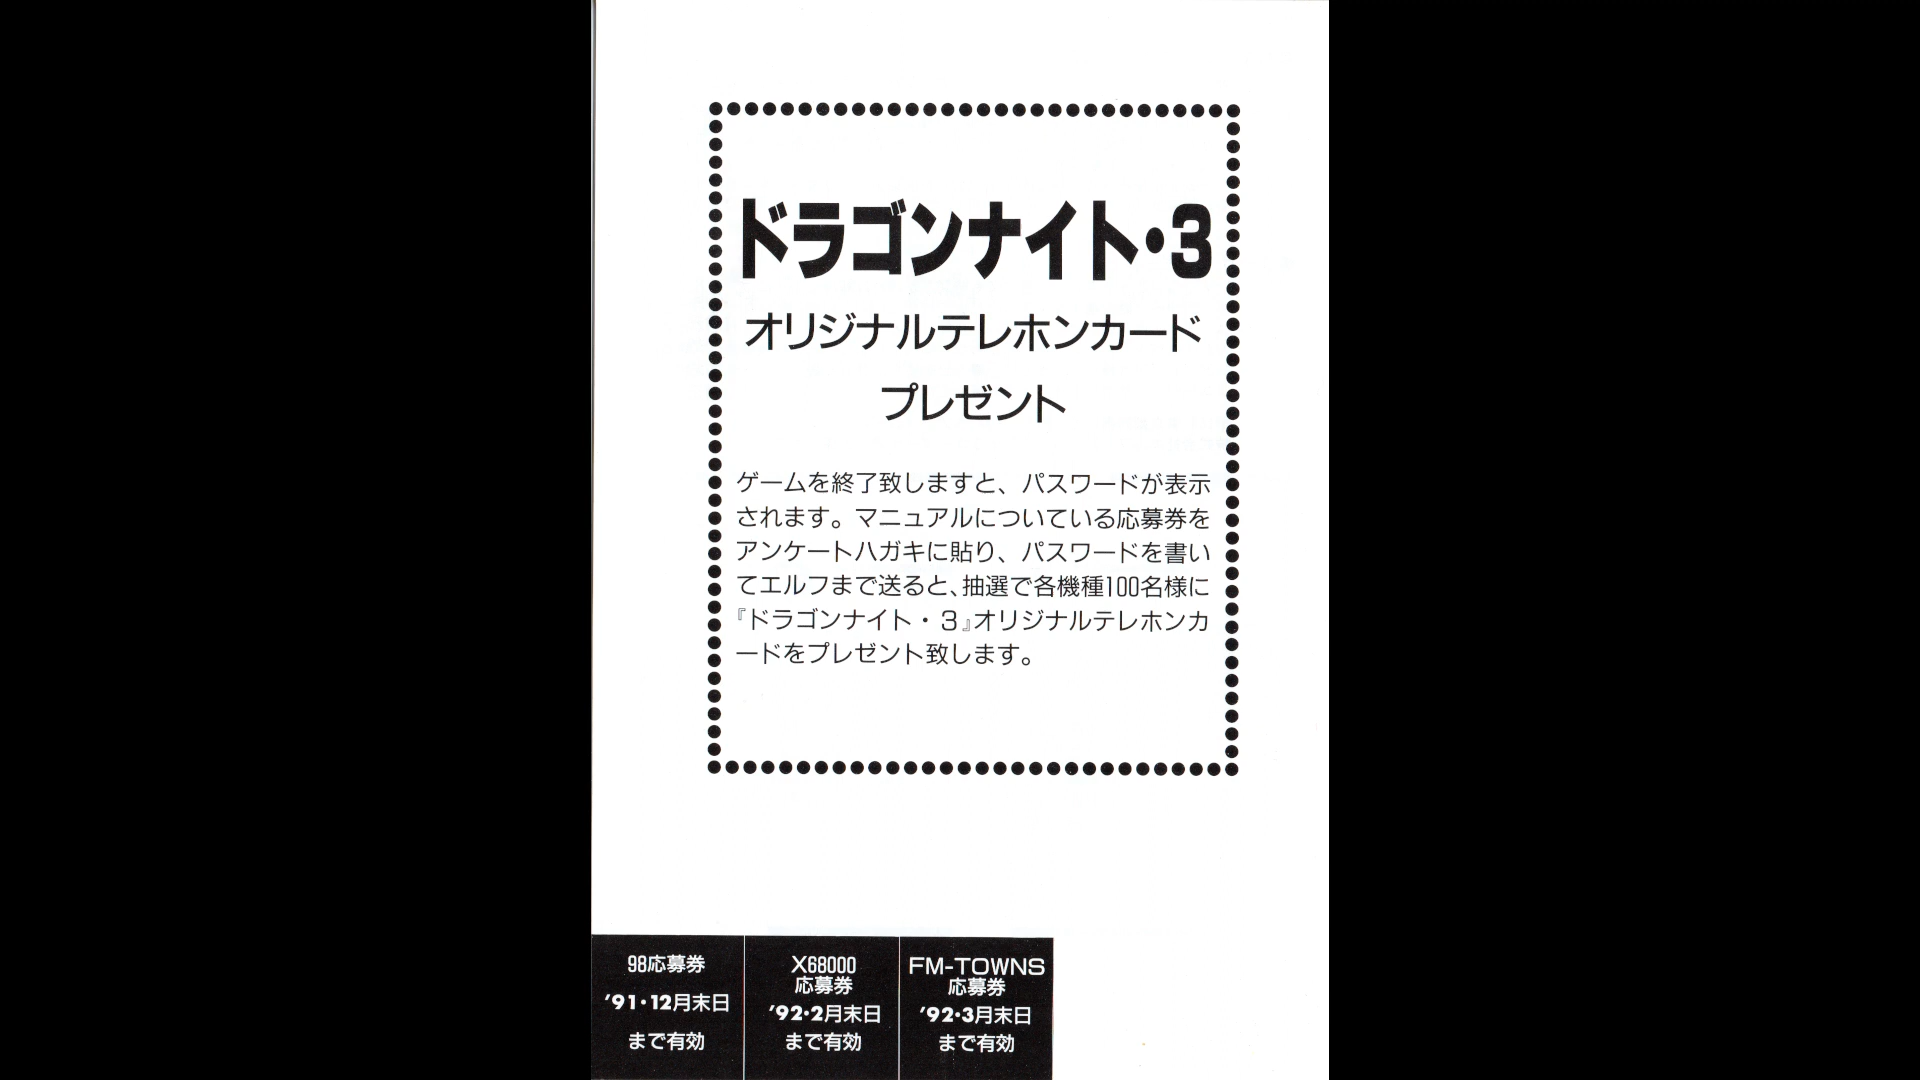 ドラゴンナイト・3
オリジナルテレホンカード
プレゼント
ゲームを終了致しますと、パスワードが表示
されます。マニュアルについている応募券を
アンケートハガキに貼り、パスワードを書い
てエルフまで送ると、抽選で各機種100名様に
『ドラゴンナイト・３』オリジナルテレホンカ
ードをプレゼント致します。
98応募券
'91・12月末日
まで有効
X68000
応募券
'92・2月末日
まで有効
FM-TOWNS
応募券
'92・3月末日
まで有効